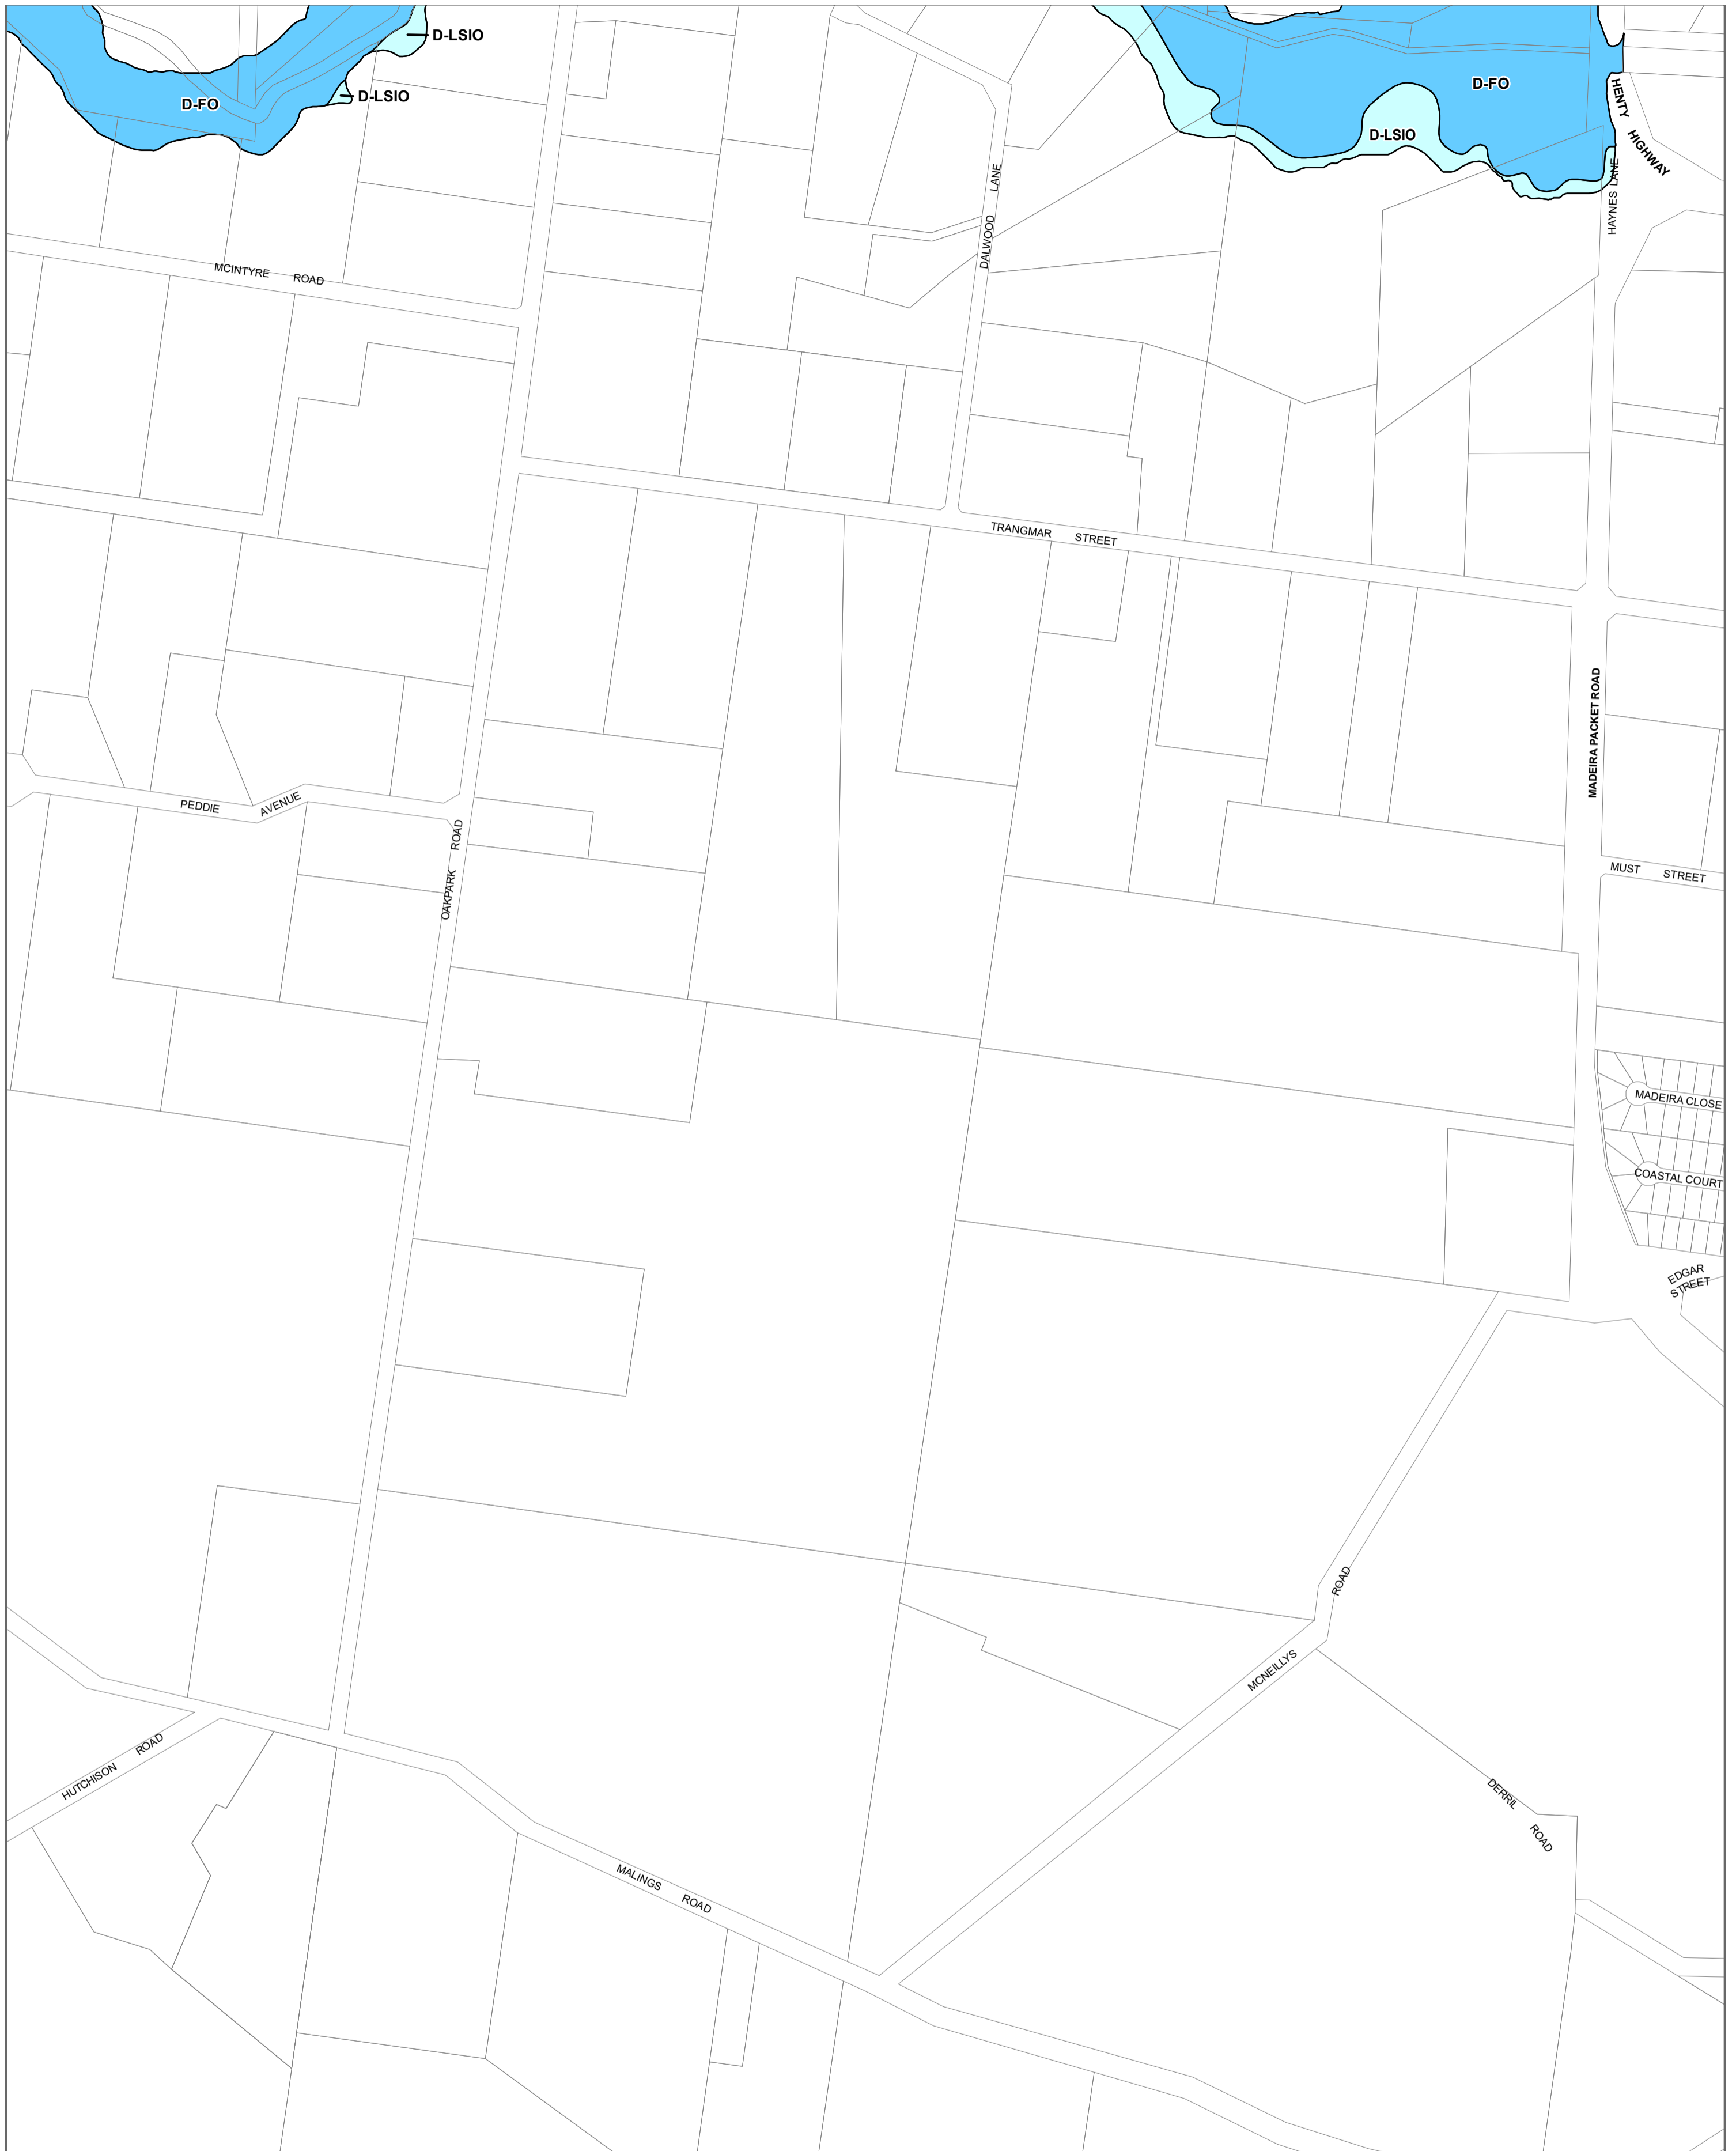 D-LSIO
D-FO
D-LSIO
D-FO
D-LSIO
HENTY HIGHWAY
HAYNES LANE
DALWOOD LANE
MCINTYRE ROAD
TRANGMAR STREET
MADEIRA PACKET ROAD
PEDDIE AVENUE
OAKPARK ROAD
MUST STREET
MADEIRA CLOSE
COASTAL COURT
EDGAR
STREET
MCNEILLYS ROAD
HUTCHISON ROAD
DERRIL ROAD
MALINGS ROAD